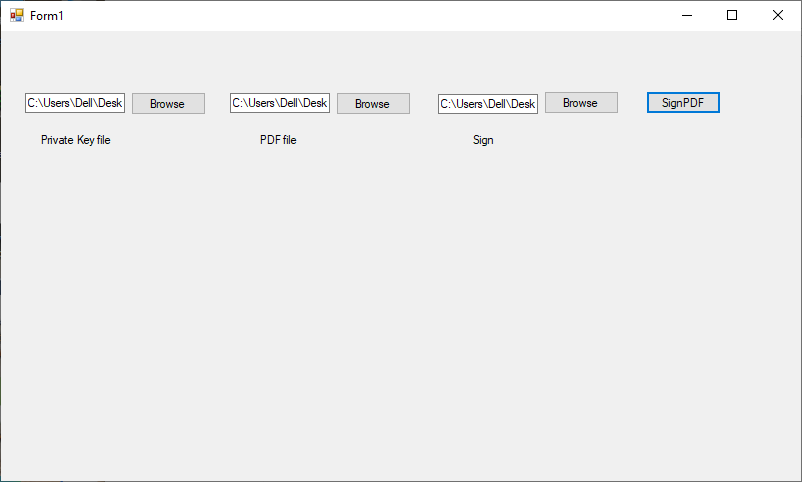 Form1
C:\Users\Dell\Desk Browse C:\Users\Dell\Desk Browse C:\Users\Dell\Desk Browse SignPDF
Private Key file PDF file Sign